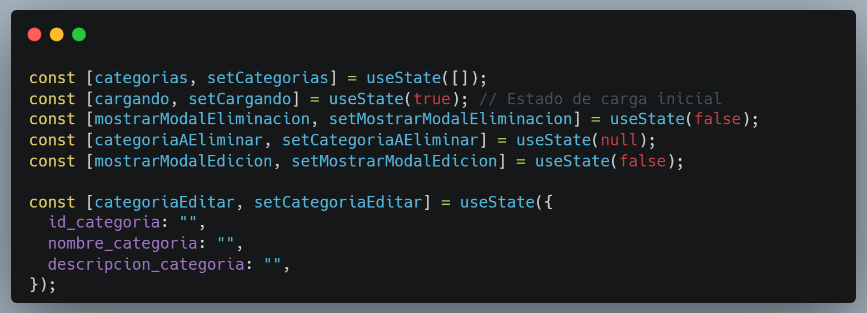 const [categorias, setCategorias] = useState([]);
const [cargando, setCargando] = useState(true); // Estado de carga inicial
const [mostrarModalEliminacion, setMostrarModalEliminacion] = useState(false);
const [categoriaAEliminar, setCategoriaAEliminar] = useState(null);
const [mostrarModalEdicion, setMostrarModalEdicion] = useState(false);

const [categoriaEditar, setCategoriaEditar] = useState({
  id_categoria: "",
  nombre_categoria: "",
  descripcion_categoria: "",
});